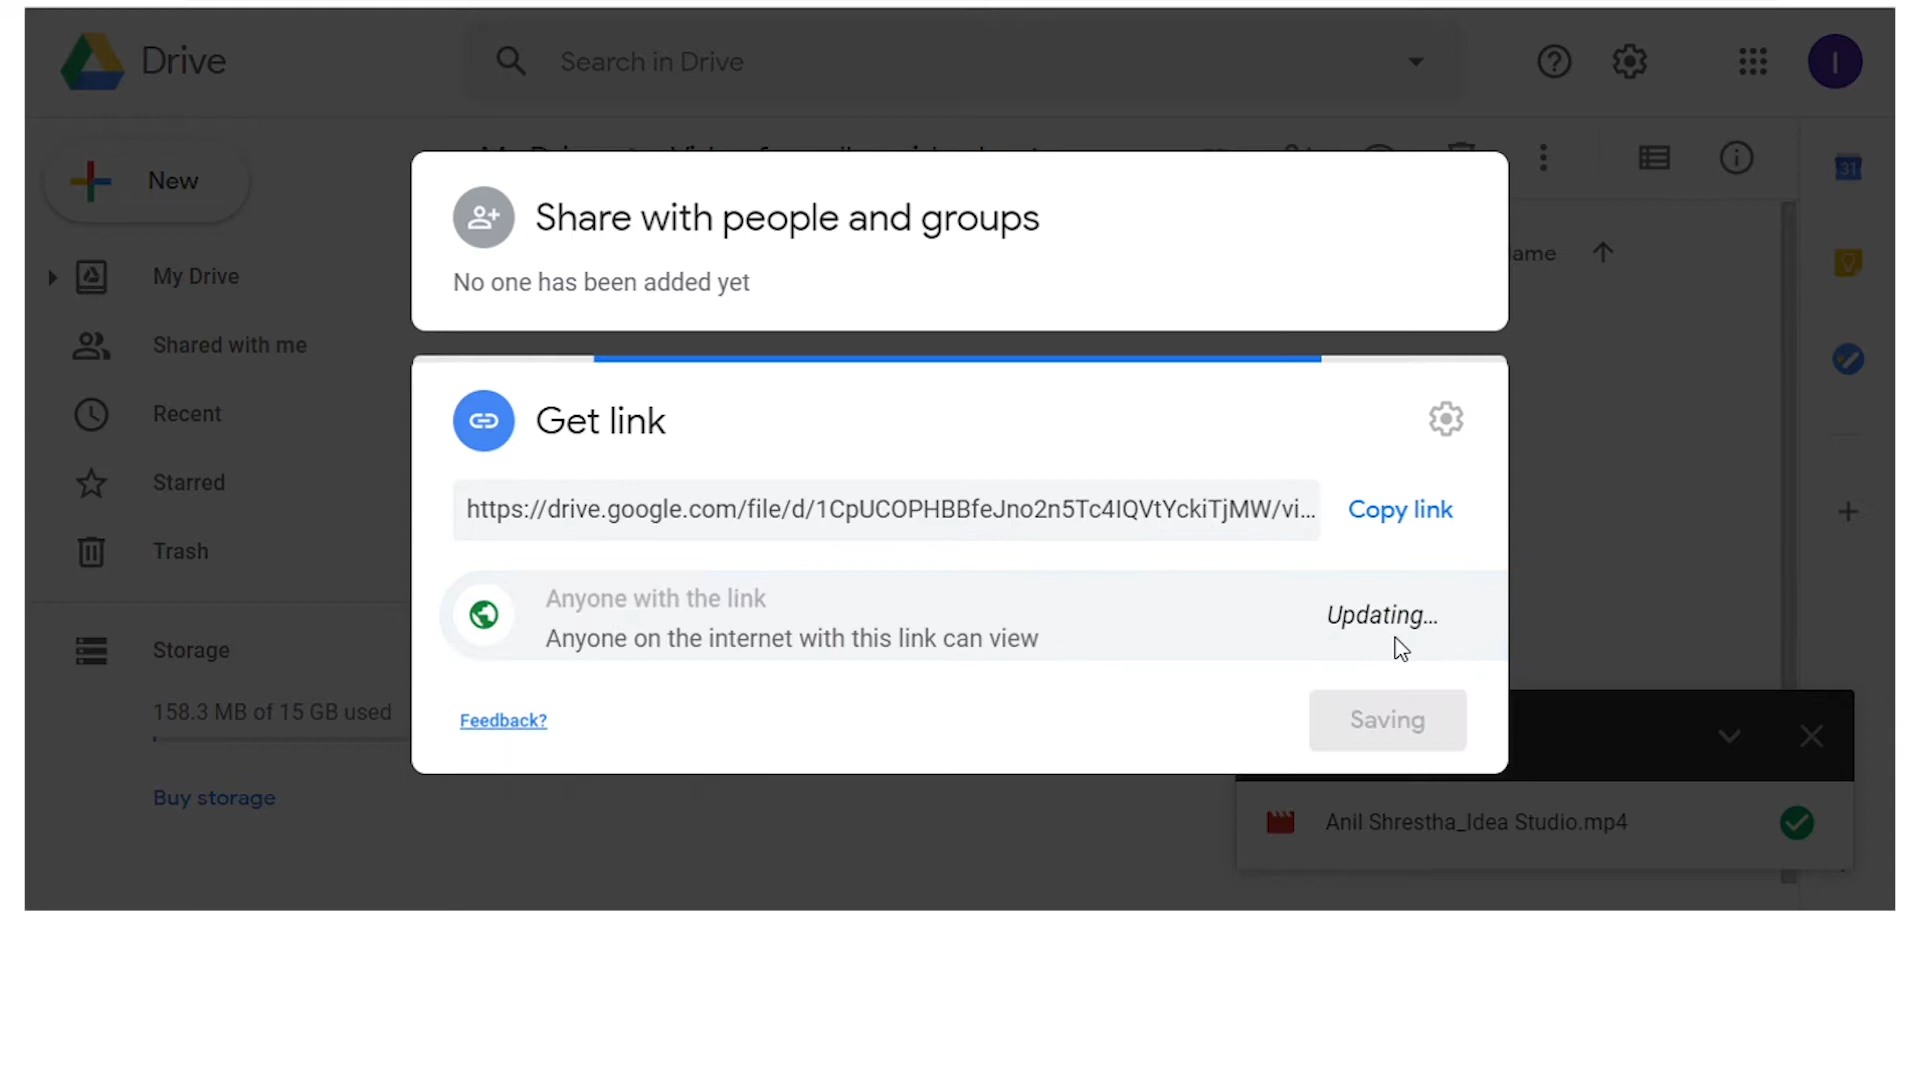 Drive
Search in Drive
I
New
31
ame
Share with people and groups
No one has been added yet
My Drive
Shared with me
Recent
Starred
Trash
Storage
158.3 MB of 15 GB used
Buy storage
Get link
https://drive.google.com/file/d/1CpUCOPHBBfeJno2n5Tc4IQVtYckiTjMW/vi...
Copy link
Anyone with the link
Updating...
Anyone on the internet with this link can view
Feedback?
Saving
Anil Shrestha_Idea Studio.mp4